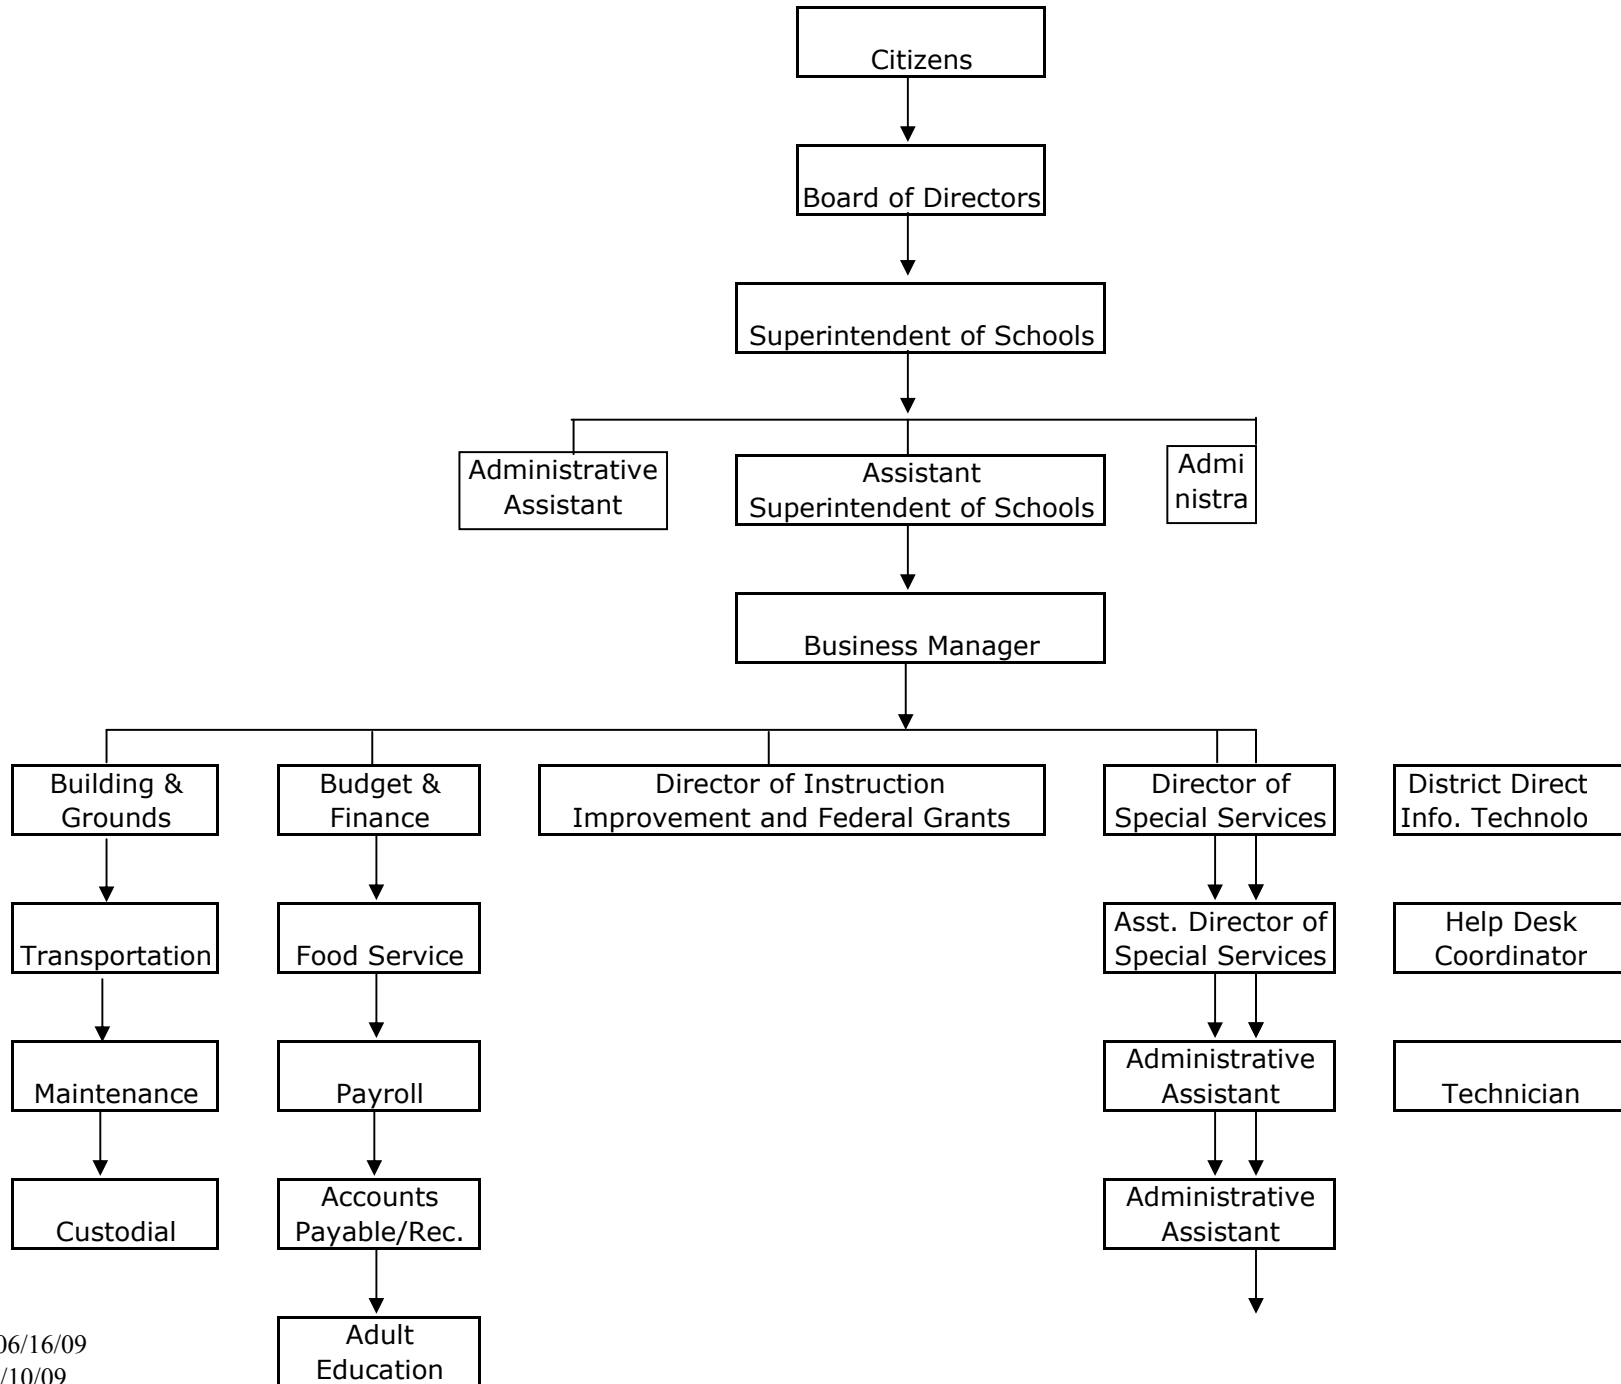 Citizens
Board of Directors
Superintendent of Schools
Administrative
Assistant
Assistant
Superintendent of Schools
Admi
nistra
Business Manager
Building &
Grounds
Budget &
Finance
Director of Instruction
Improvement and Federal Grants
Director of
Special Services
District Direct
Info. Technolo
Transportation
Food Service
Asst. Director of
Special Services
Help Desk
Coordinator
Maintenance
Payroll
Administrative
Assistant
Technician
Custodial
Accounts
Payable/Rec.
Administrative
Assistant
Adult
Education
06/16/09
/10/09